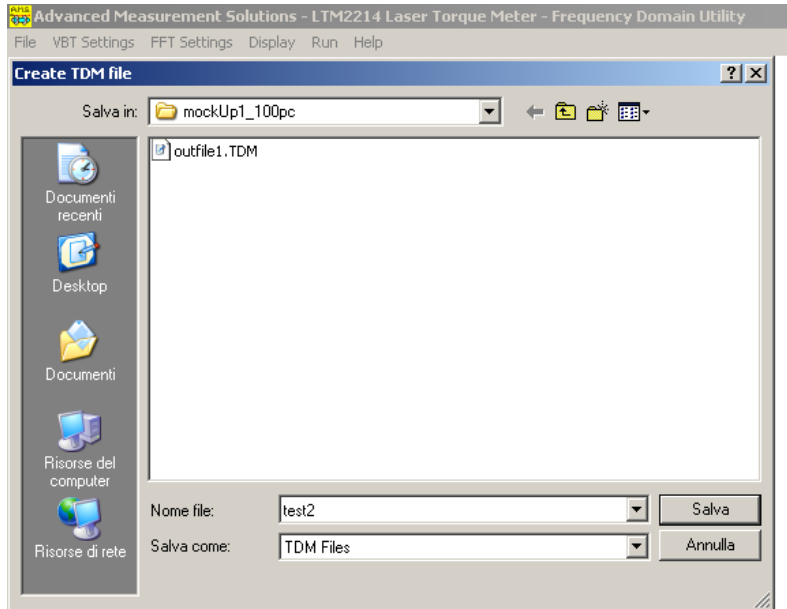 A.M.S.
Advanced Measurement Solutions - LTM2214 Laser Torque Meter - Frequency Domain Utility
File VBT Settings FFT Settings Display Run Help
Create TDM file
Salva in: mockUp1_100pc
outfile1.TDM
Documenti
recenti
Desktop
Documenti
Risorse del
computer
Risorse di rete
Nome file: test2 Salva
Salva come: TDM Files Annulla